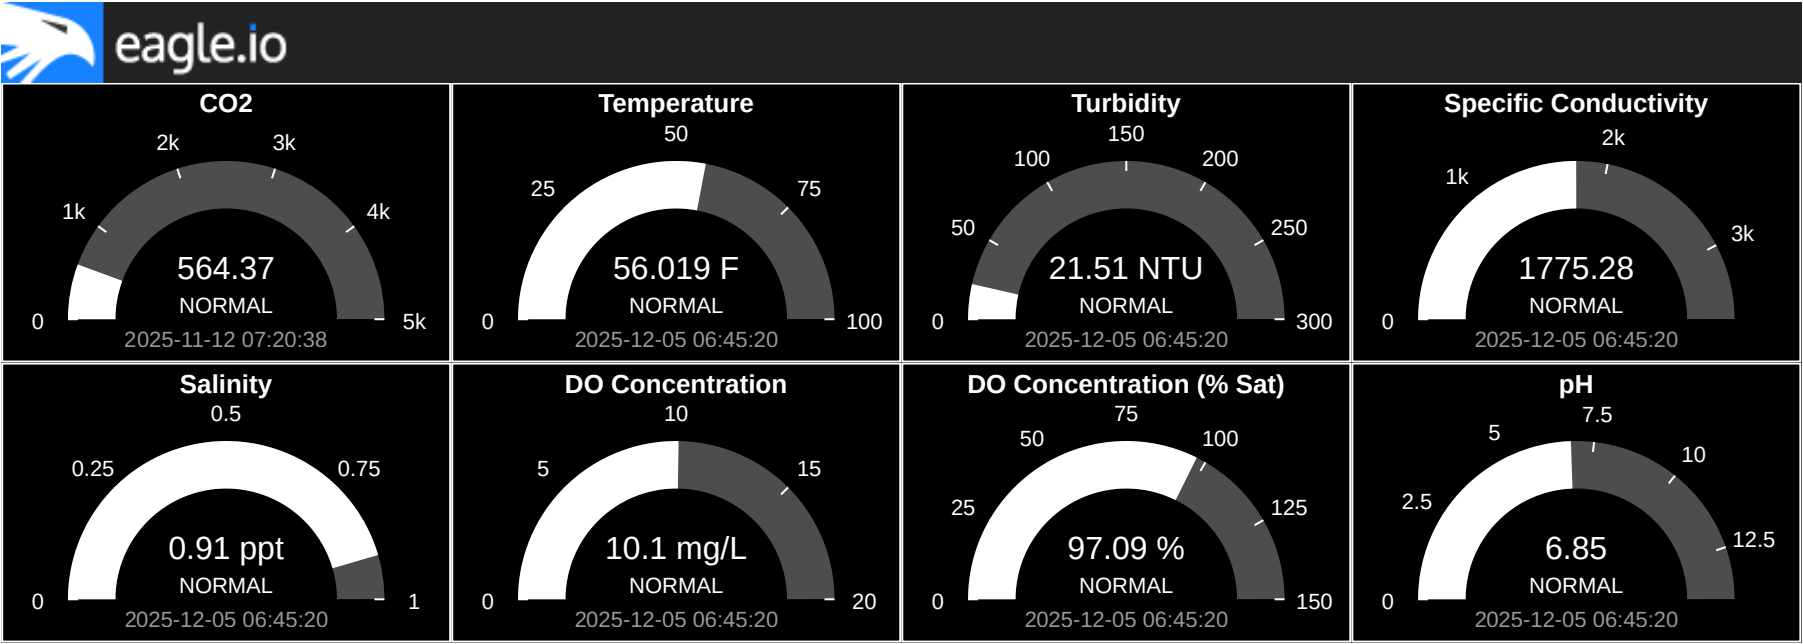 eagle.io
CO2
0
1k
2k
3k
4k
5k
564.37
NORMAL
2025-11-12 07:20:38
Temperature
0
25
50
75
100
56.019 F
NORMAL
2025-12-05 06:45:20
Turbidity
0
50
100
150
200
250
300
21.51 NTU
NORMAL
2025-12-05 06:45:20
Specific Conductivity
0
1k
2k
3k
1775.28
NORMAL
2025-12-05 06:45:20
Salinity
0
0.25
0.5
0.75
1
0.91 ppt
NORMAL
2025-12-05 06:45:20
DO Concentration
0
5
10
15
20
10.1 mg/L
NORMAL
2025-12-05 06:45:20
DO Concentration (% Sat)
0
25
50
75
100
125
150
97.09 %
NORMAL
2025-12-05 06:45:20
pH
0
2.5
5
7.5
10
12.5
6.85
NORMAL
2025-12-05 06:45:20